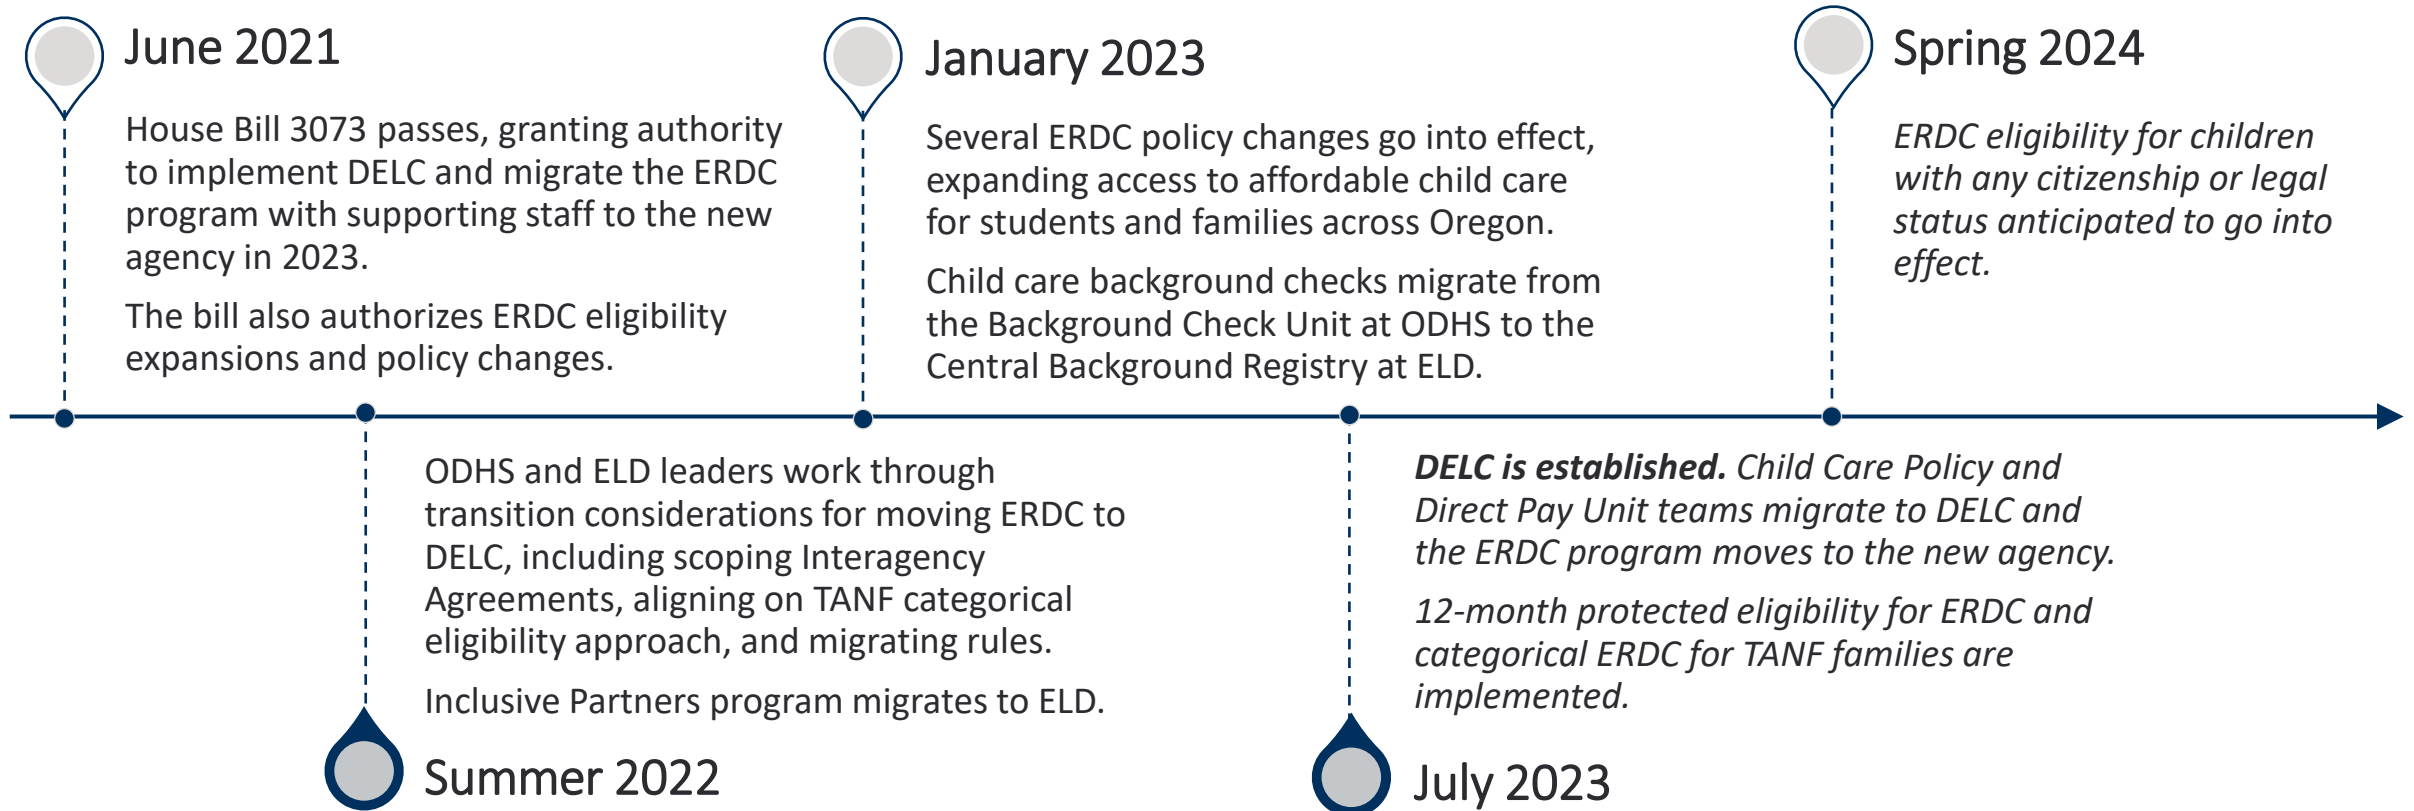 June 2021
House Bill 3073 passes, granting authority
to implement DELC and migrate the ERDC
program with supporting staff to the new
agency in 2023.
The bill also authorizes ERDC eligibility
expansions and policy changes.
ODHS and ELD leaders work through
transition considerations for moving ERDC to
DELC, including scoping Interagency
Agreements, aligning on TANF categorical
eligibility approach, and migrating rules.
Inclusive Partners program migrates to ELD.
Summer 2022
January 2023
Several ERDC policy changes go into effect,
expanding access to affordable child care
for students and families across Oregon.
Child care background checks migrate from
the Background Check Unit at ODHS to the
Central Background Registry at ELD.
DELC is established. Child Care Policy and
Direct Pay Unit teams migrate to DELC and
the ERDC program moves to the new agency.
12-month protected eligibility for ERDC and
categorical ERDC for TANF families are
implemented.
July 2023
Spring 2024
ERDC eligibility for children
with any citizenship or legal
status anticipated to go into
effect.